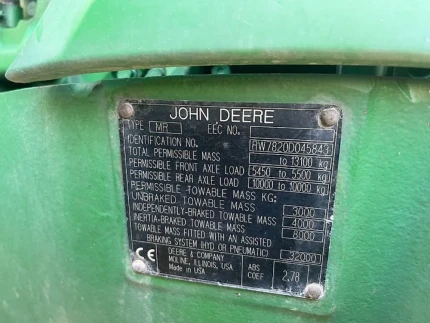 JOHN DEERE
TYPE MR EEC NO.
IDENTIFICATION NO. RW7820D045843
TOTAL PERMISSIBLE MASS to 13100 kg
PERMISSIBLE FRONT AXLE LOAD 5450 to 5500 kg
PERMISSIBLE REAR AXLE LOAD 10000 to 10000 kg
PERMISSIBLE TOWABLE MASS KG:
UNBRAKED TOWABLE MASS 3000
INDEPENDENTLY-BRAKED TOWABLE MASS 4000
INERTIA-BRAKED TOWABLE MASS 8000
TOWABLE MASS FITTED WITH AN ASSISTED
BRAKING SYSTEM (HYD OR PNEUMATIC) 32000
CE
DEERE & COMPANY
MOLINE, ILLINOIS, USA
Made in USA
ABS
COEF 2,78